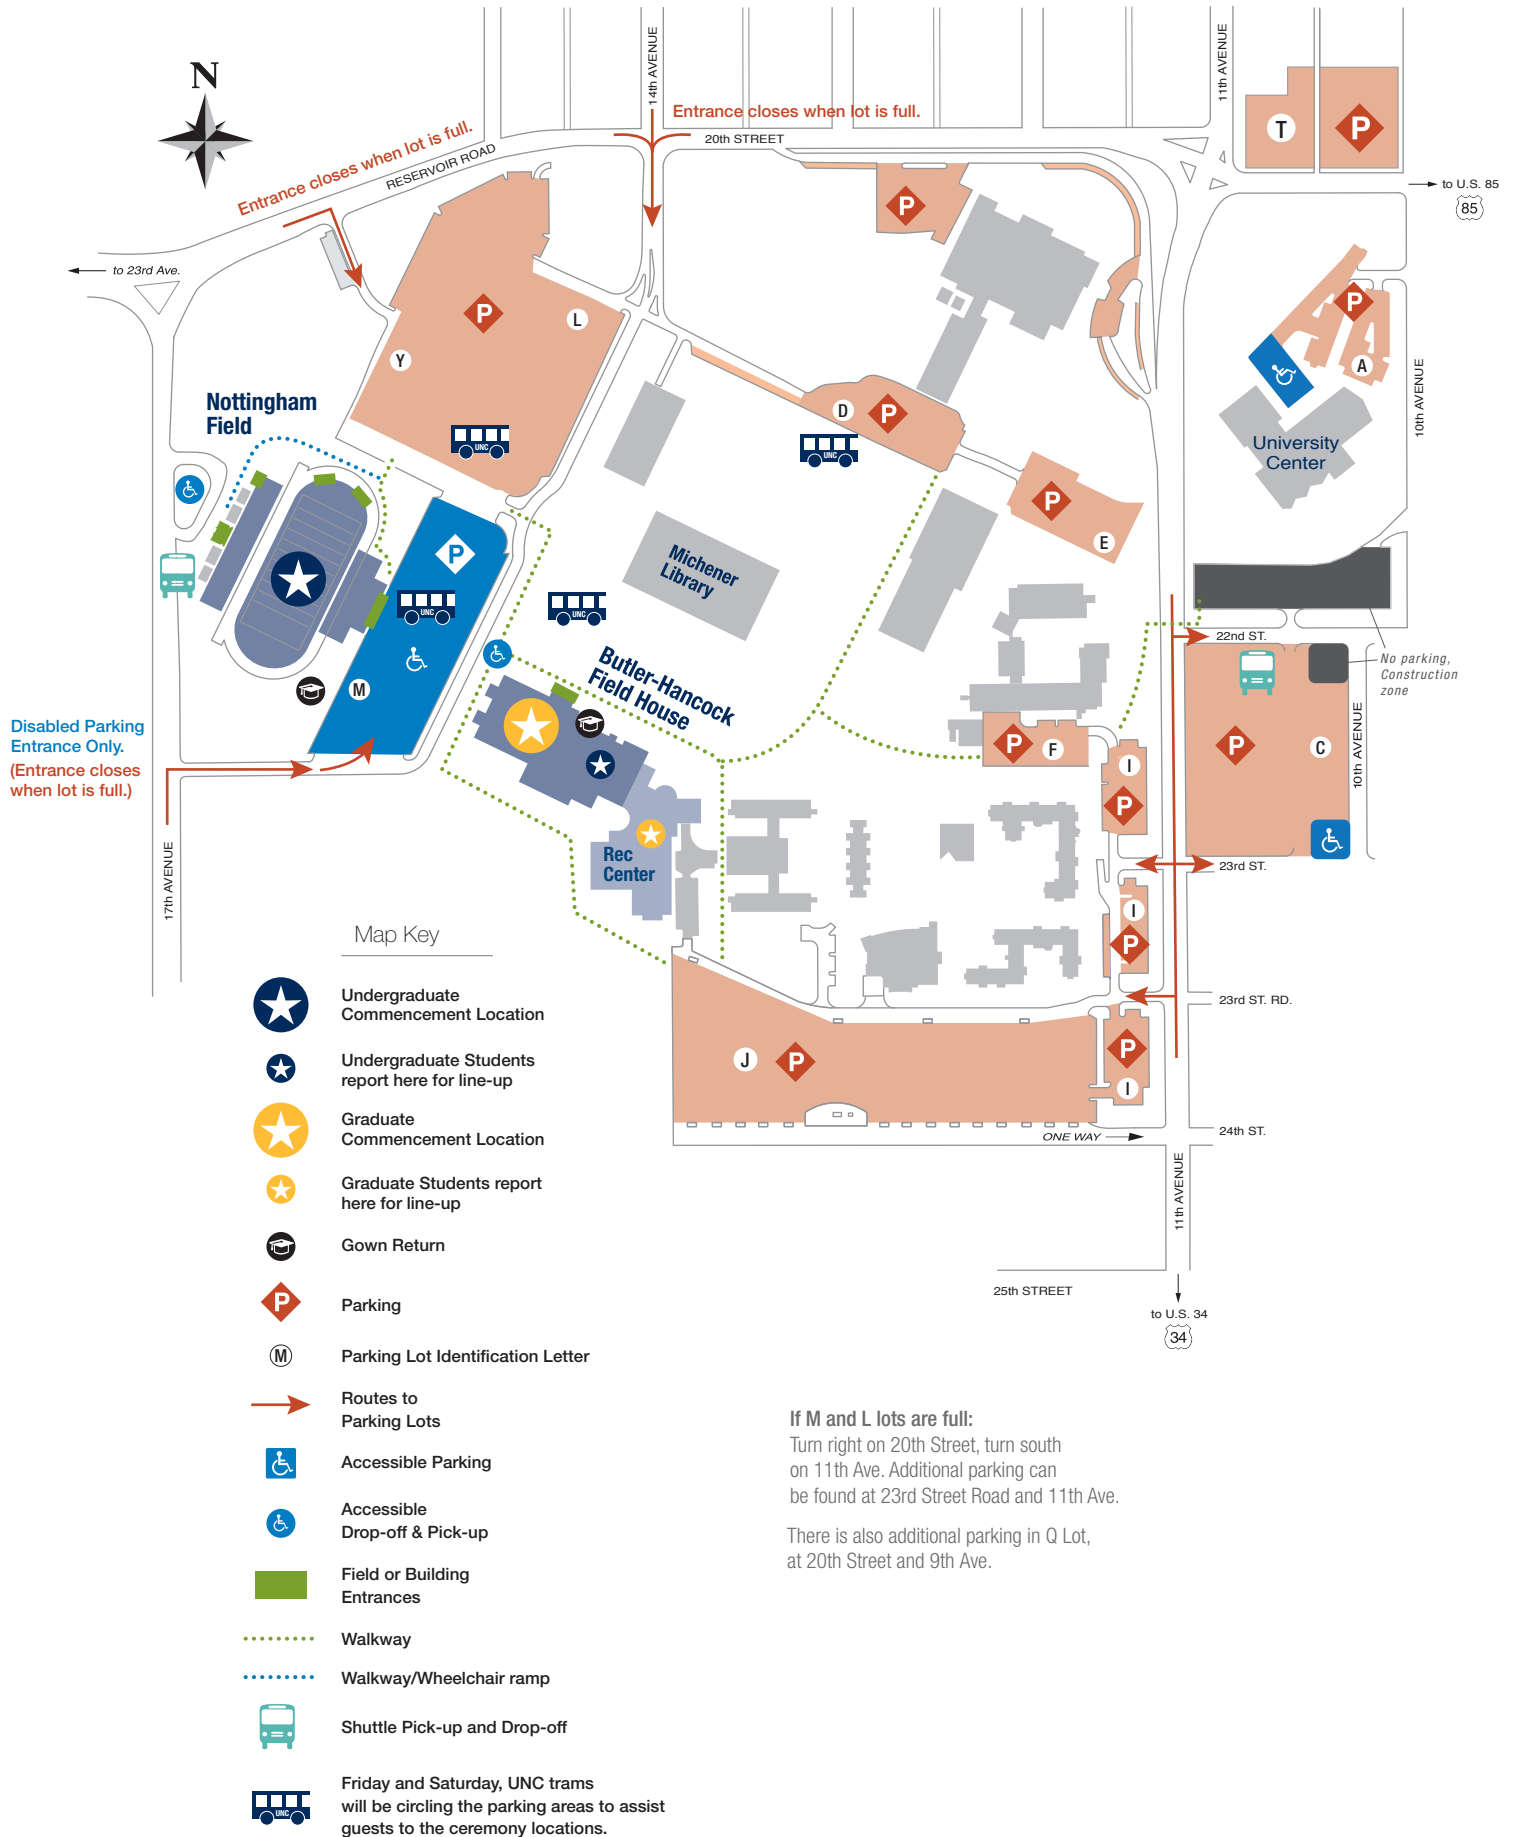 N
14th AVENUE
11th AVENUE
Entrance closes when lot is full.
20th STREET
Entrance closes when lot is full.
RESERVOIR ROAD
T
P
to U.S. 85
85
P
to 23rd Ave.
P
L
Y
P
A
10th AVENUE
Nottingham
Field
D
P
UNC
UNC
University
Center
P
E
P
Michener
Library
UNC
UNC
22nd ST.
No parking,
Construction
zone
Butler-Hancock
Field House
M
Disabled Parking
Entrance Only.
(Entrance closes
when lot is full.)
P
F
I
P
P
C
10th AVENUE
17th AVENUE
Rec
Center
23rd ST.
I
P
23rd ST. RD.
J
P
P
I
ONE WAY
24th ST.
11th AVENUE
25th STREET
to U.S. 34
34
Map Key
Undergraduate
Commencement Location
Undergraduate Students
report here for line-up
Graduate
Commencement Location
Graduate Students report
here for line-up
Gown Return
P
Parking
M
Parking Lot Identification Letter
Routes to
Parking Lots
Accessible Parking
Accessible
Drop-off & Pick-up
Field or Building
Entrances
Walkway
Walkway/Wheelchair ramp
Shuttle Pick-up and Drop-off
UNC
Friday and Saturday, UNC trams
will be circling the parking areas to assist
guests to the ceremony locations.
If M and L lots are full:
Turn right on 20th Street, turn south
on 11th Ave. Additional parking can
be found at 23rd Street Road and 11th Ave.
There is also additional parking in Q Lot,
at 20th Street and 9th Ave.